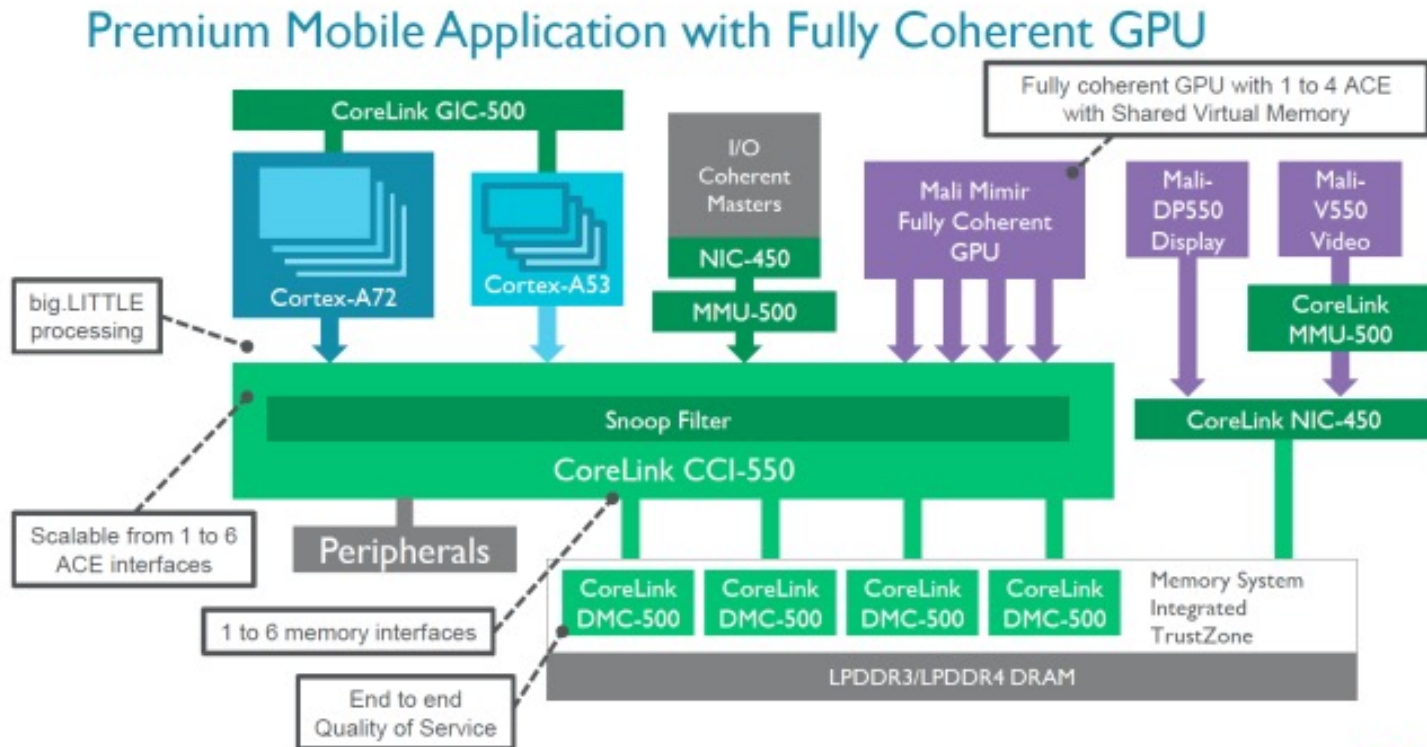 Premium Mobile Application with Fully Coherent GPU
Fully coherent GPU with 1 to 4 ACE
with Shared Virtual Memory
CoreLink GIC-500
Cortex-A72
Cortex-A53
I/O
Coherent
Masters
NIC-450
MMU-500
Mali Mimir
Fully Coherent
GPU
Mali-
DP550
Display
Mali-
V550
Video
CoreLink
MMU-500
big.LITTLE
processing
Snoop Filter
CoreLink CCI-550
CoreLink NIC-450
Scalable from 1 to 6
ACE interfaces
Peripherals
1 to 6 memory interfaces
CoreLink
DMC-500
CoreLink
DMC-500
CoreLink
DMC-500
CoreLink
DMC-500
Memory System
Integrated
TrustZone
LPDDR3/LPDDR4 DRAM
End to end
Quality of Service